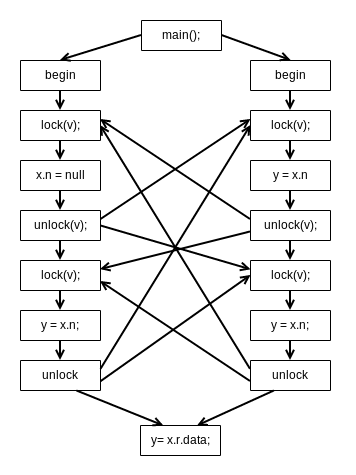 main();
begin
begin
lock(v);
lock(v);
x.n = null
y = x.n
unlock(v);
unlock(v);
lock(v);
lock(v);
y = x.n;
y = x.n;
unlock
unlock
y= x.r.data;